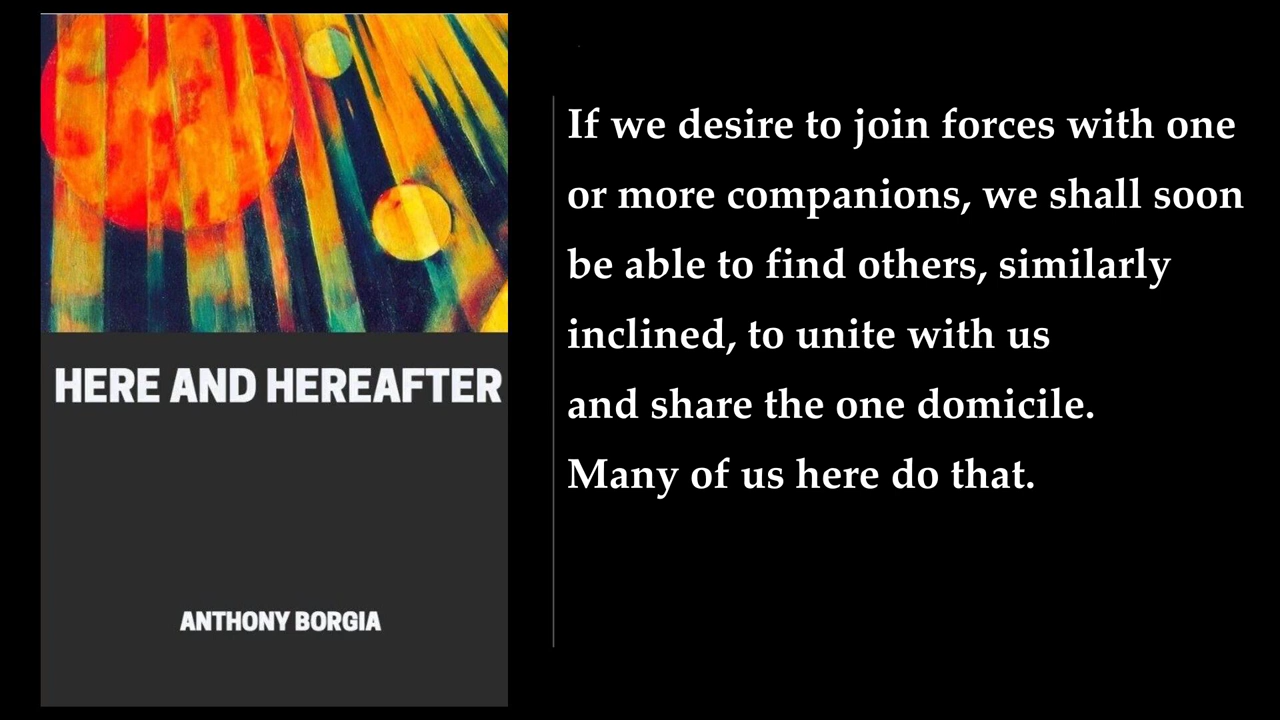 HERE AND HEREAFTER
ANTHONY BORGIA
If we desire to join forces with one
or more companions, we shall soon
be able to find others, similarly
inclined, to unite with us
and share the one domicile.
Many of us here do that.